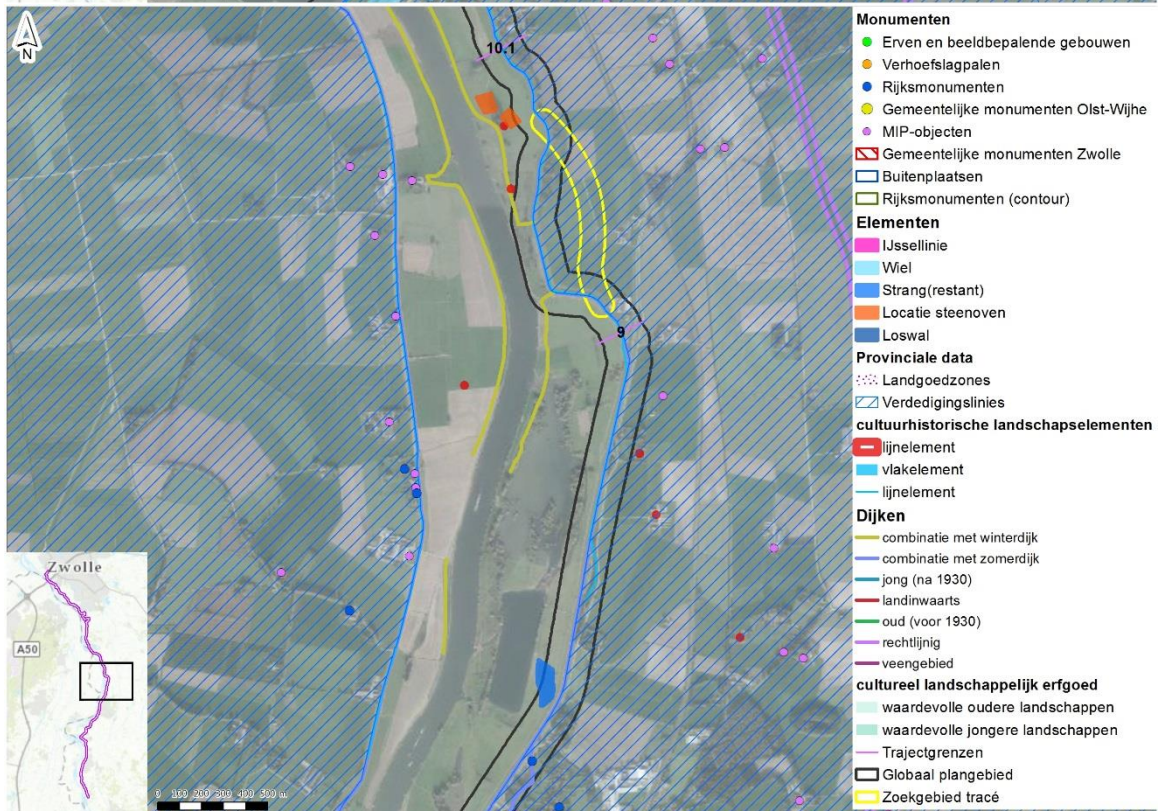 N
10.1
9
Zwolle
A50
0 100 200 300 400 500 m
Monumenten
Erven en beeldbepalende gebouwen
Verhoefslagpalen
Rijksmonumenten
Gemeentelijke monumenten Olst-Wijhe
MIP-objecten
Gemeentelijke monumenten Zwolle
Buitenplaatsen
Rijksmonumenten (contour)
Elementen
IJssellinie
Wiel
Strang(restant)
Locatie steenoven
Loswal
Provinciale data
Landgoedzones
Verdedigingslinies
cultuurhistorische landschapselementen
lijnelement
vlakelement
lijnelement
Dijken
combinatie met winterdijk
combinatie met zomerdijk
jong (na 1930)
landinwaarts
oud (voor 1930)
rechtlijnig
veengebied
cultureel landschappelijk erfgoed
waardevolle oudere landschappen
waardevolle jongere landschappen
Trajectgrenzen
Globaal plangebied
Zoekgebied tracé